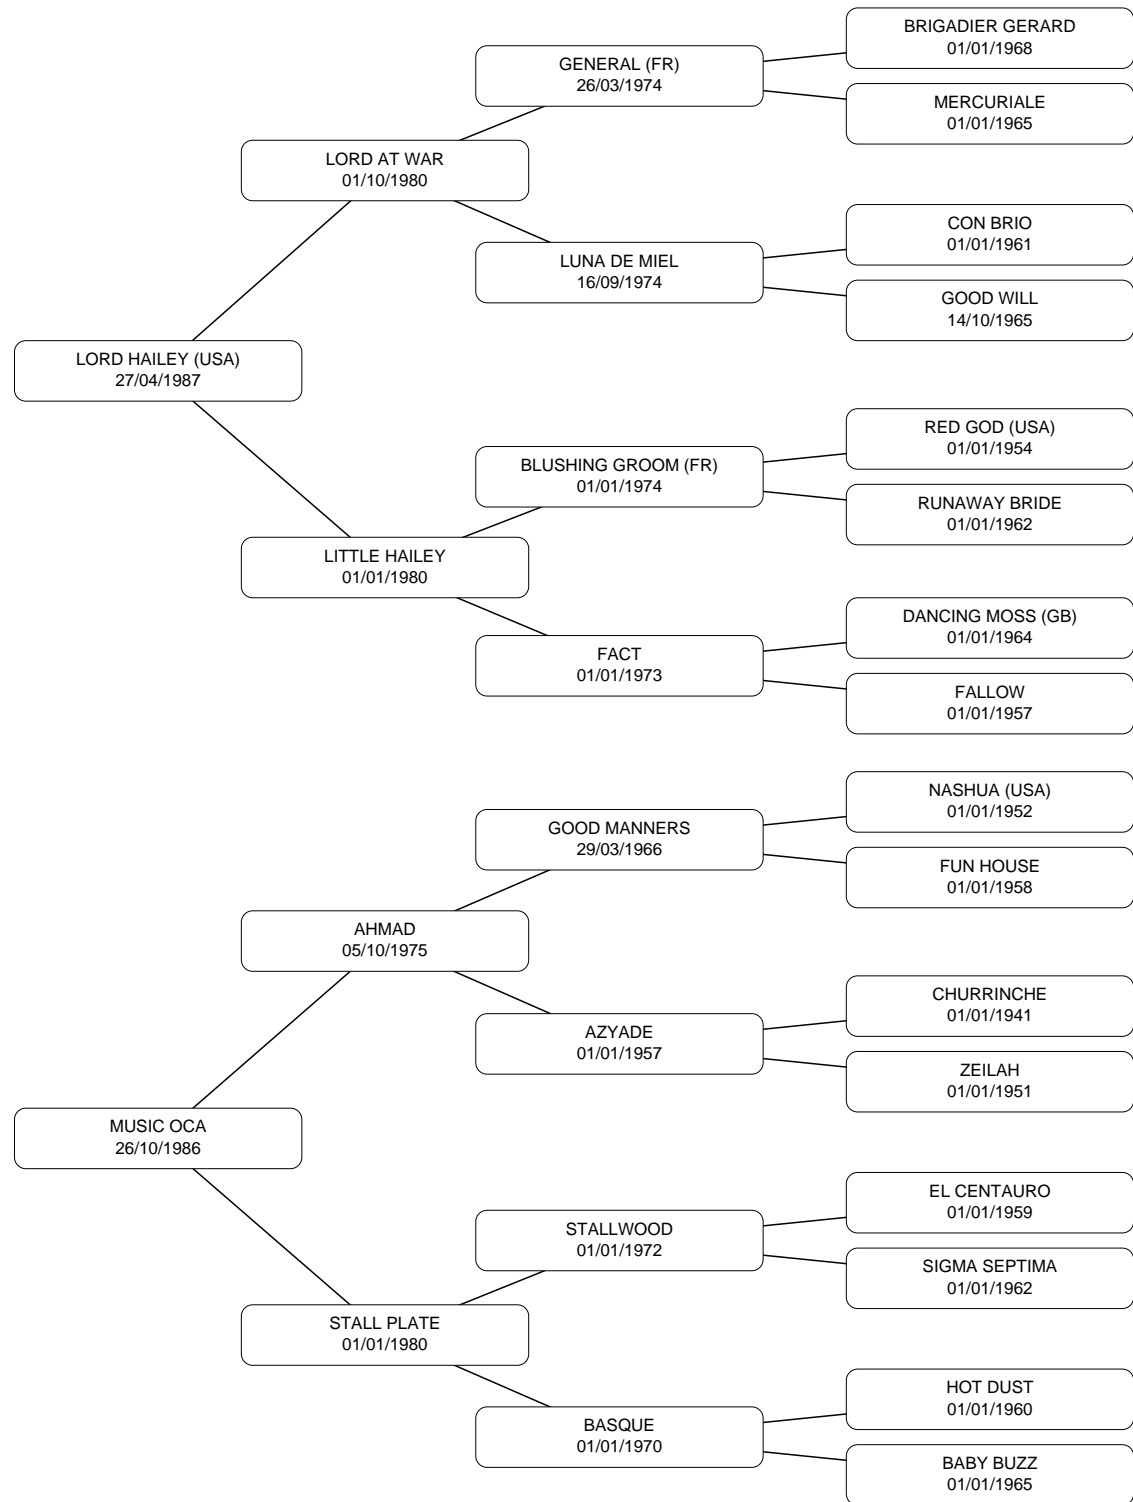 BRIGADIER GERARD
01/01/1968
GENERAL (FR)
26/03/1974
MERCURIALE
01/01/1965
LORD AT WAR
01/10/1980
CON BRIO
01/01/1961
LUNA DE MIEL
16/09/1974
GOOD WILL
14/10/1965
LORD HAILEY (USA)
27/04/1987
RED GOD (USA)
01/01/1954
BLUSHING GROOM (FR)
01/01/1974
RUNAWAY BRIDE
01/01/1962
LITTLE HAILEY
01/01/1980
DANCING MOSS (GB)
01/01/1964
FACT
01/01/1973
FALLOW
01/01/1957
NASHUA (USA)
01/01/1952
GOOD MANNERS
29/03/1966
FUN HOUSE
01/01/1958
AHMAD
05/10/1975
CHURRINCHE
01/01/1941
AZYADE
01/01/1957
ZEILAH
01/01/1951
MUSIC OCA
26/10/1986
EL CENTAURO
01/01/1959
STALLWOOD
01/01/1972
SIGMA SEPTIMA
01/01/1962
STALL PLATE
01/01/1980
HOT DUST
01/01/1960
BASQUE
01/01/1970
BABY BUZZ
01/01/1965